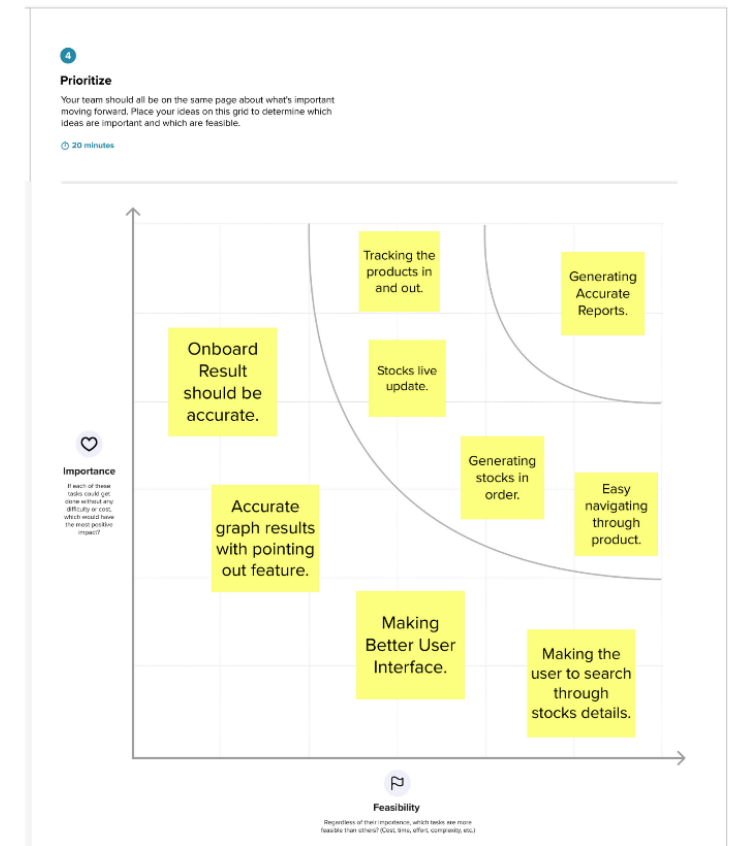 4
Prioritize
Your team should all be on the same page about what's important
moving forward. Place your ideas on this grid to determine which
ideas are important and which are feasible.
20 minutes
Tracking the
products in
and out.
Generating
Accurate
Reports.
Onboard
Result
should be
accurate.
Stocks live
update.
Generating
stocks in
order.
Easy
navigating
through
product.
Accurate
graph results
with pointing
out feature.
Importance
If each of these
tasks could get
done without any
difficulty or cost,
which would have
the most positive
impact?
Making
Better User
Interface.
Making the
user to search
through
stocks details.
Feasibility
Regardless of their importance, which tasks are more
feasible than others? (Cost, time, effort, complexity, etc.)